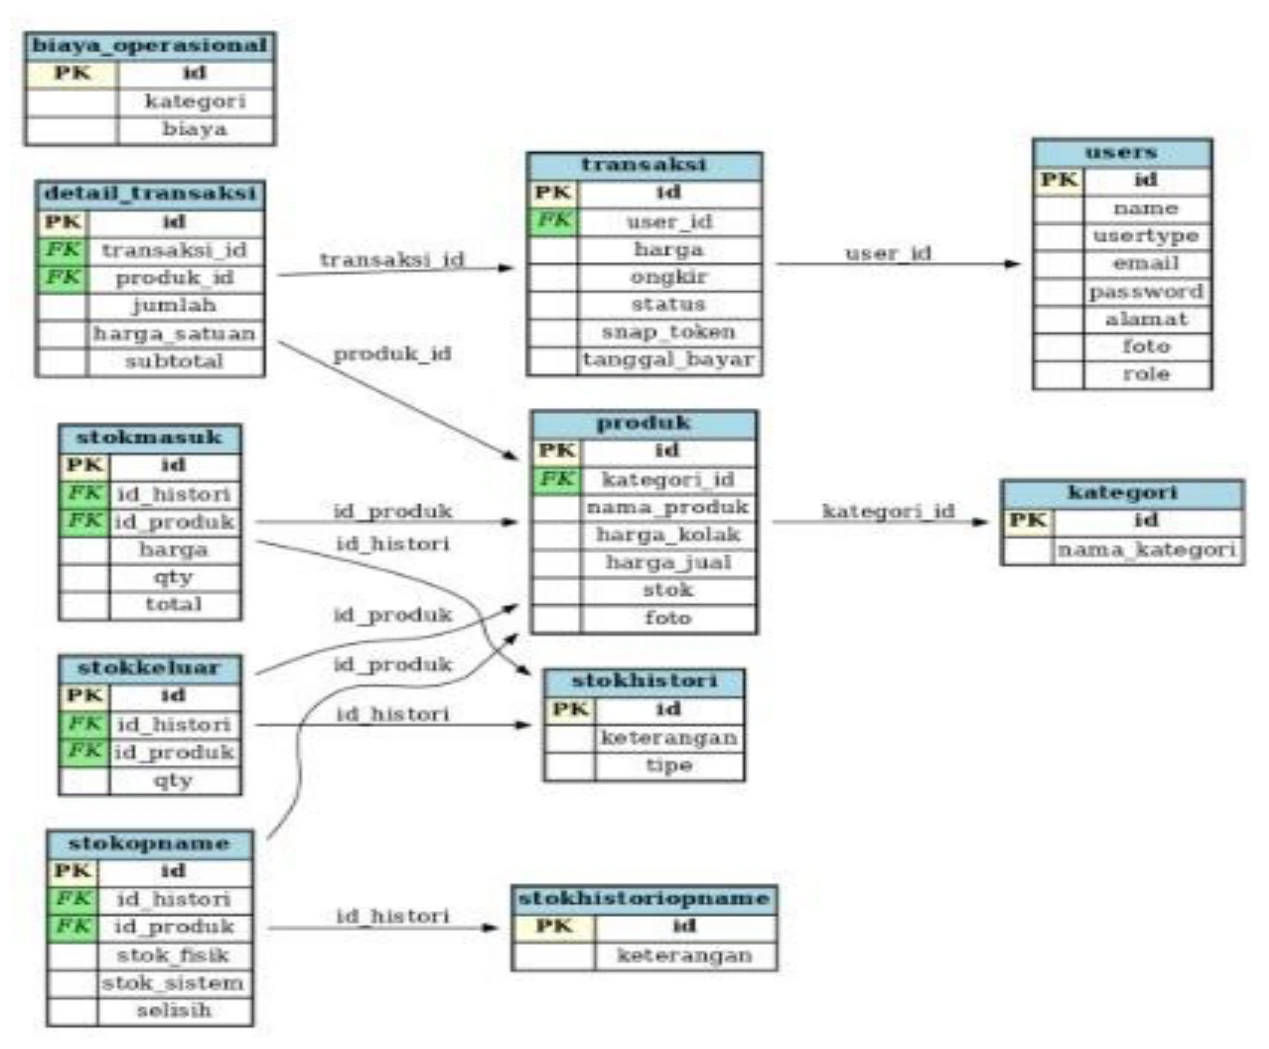 biaya_operasional
PK id
kategori
biaya
detail_transaksi
PK id
FK transaksi_id
FK produk_id
jumlah
harga_satuan
subtotal
transaksi_id
produk_id
transaksi
PK id
FK user_id
harga
ongkir
status
snap_token
tanggal_bayar
user_id
users
PK id
name
usertype
email
password
alamat
foto
role
stokmasuk
PK id
FK id_histori
FK id_produk
harga
qty
total
id_produk
id_histori
produk
PK id
FK kategori_id
nama_produk
harga_kolak
harga_jual
stok
foto
kategori_id
kategori
PK id
nama_kategori
stokkeluar
PK id
FK id_histori
FK id_produk
qty
id_produk
id_produk
id_histori
stokhistori
PK id
keterangan
tipe
stokopname
PK id
FK id_histori
FK id_produk
stok_fisik
stok_sistem
selisih
id_histori
stokhistoriopname
PK id
keterangan